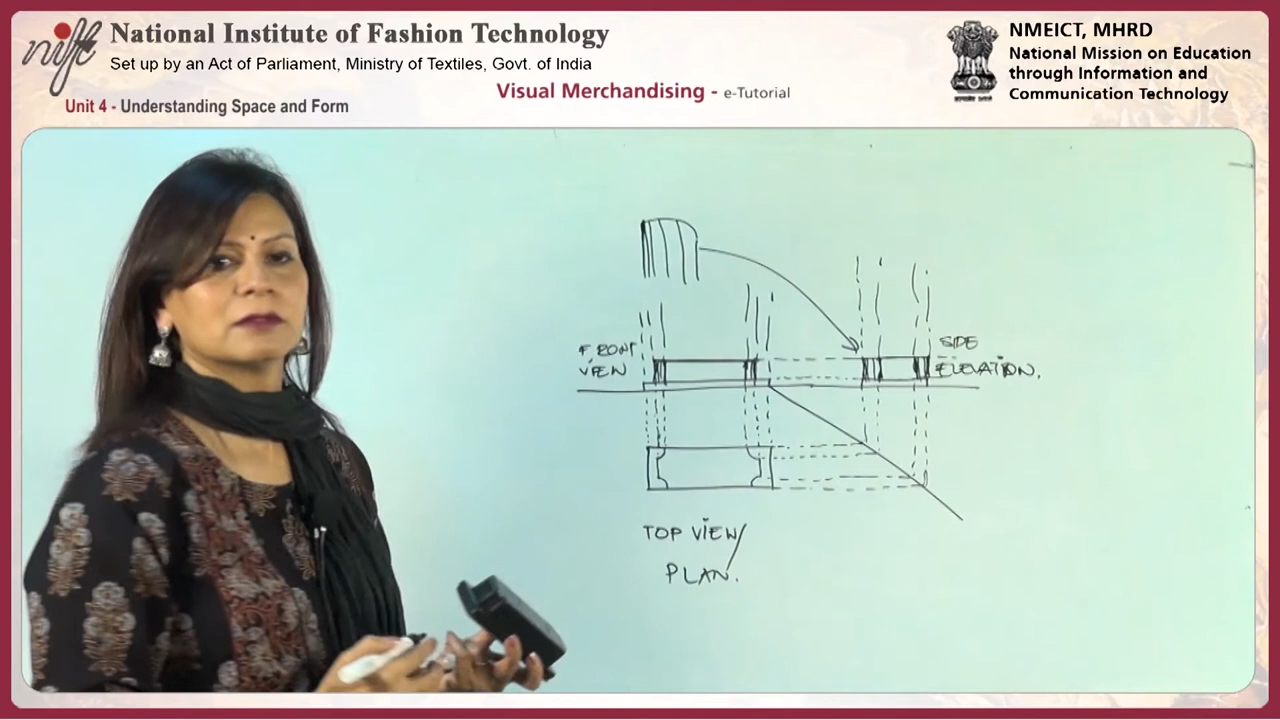 nift
National Institute of Fashion Technology
Set up by an Act of Parliament, Ministry of Textiles, Govt. of India
Unit 4 - Understanding Space and Form
Visual Merchandising - e-Tutorial
NMEICT, MHRD
National Mission on Education
through Information and
Communication Technology
FRONT
VIEW
SIDE
ELEVATION.
TOP VIEW/
PLAN.